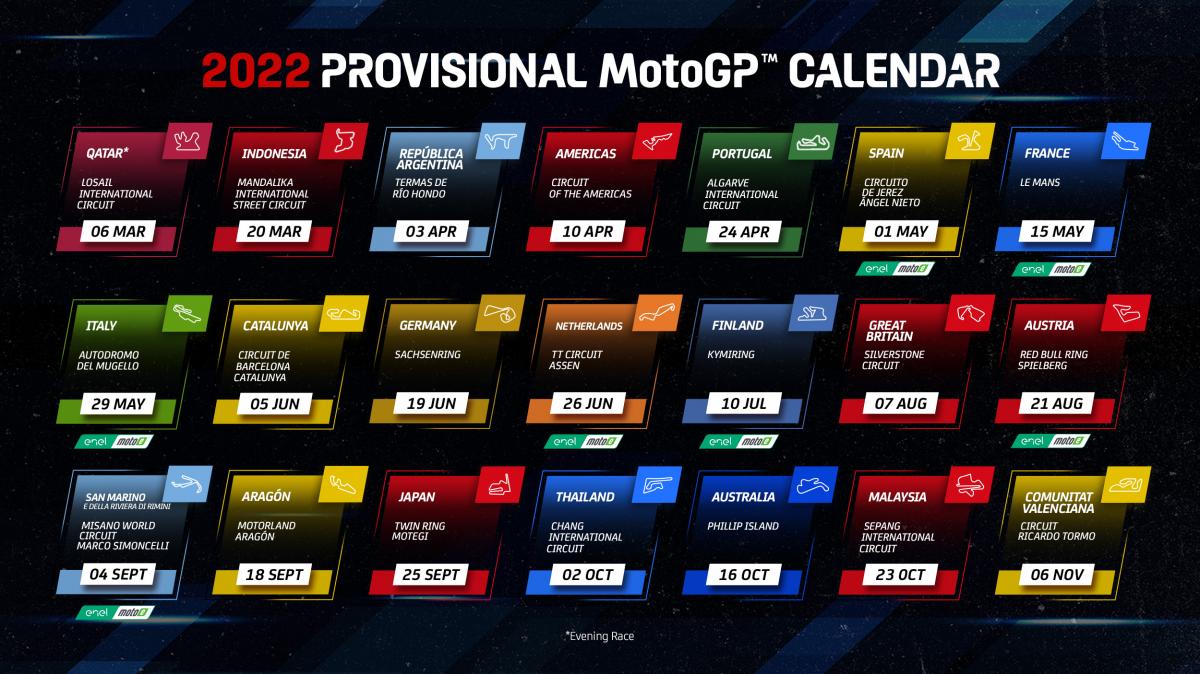 2022 PROVISIONAL MotoGP™ CALENDAR
QATAR*
LOSAIL
INTERNATIONAL
CIRCUIT
06 MAR
INDONESIA
MANDALIKA
INTERNATIONAL
STREET CIRCUIT
20 MAR
REPÚBLICA
ARGENTINA
TERMAS DE
RÍO HONDO
03 APR
AMERICAS
CIRCUIT
OF THE AMERICAS
10 APR
PORTUGAL
ALGARVE
INTERNATIONAL
CIRCUIT
24 APR
SPAIN
CIRCUITO
DE JEREZ
ÁNGEL NIETO
01 MAY
enel motoE
FRANCE
LE MANS
15 MAY
enel motoE
ITALY
AUTODROMO
DEL MUGELLO
29 MAY
enel motoE
CATALUNYA
CIRCUIT DE
BARCELONA
CATALUNYA
05 JUN
GERMANY
SACHSENRING
19 JUN
NETHERLANDS
TT CIRCUIT
ASSEN
26 JUN
enel motoE
FINLAND
KYMIRING
10 JUL
enel motoE
GREAT
BRITAIN
SILVERSTONE
CIRCUIT
07 AUG
AUSTRIA
RED BULL RING
SPIELBERG
21 AUG
enel motoE
SAN MARINO
E DELLA RIVIERA DI RIMINI
MISANO WORLD
CIRCUIT
MARCO SIMONCELLI
04 SEPT
enel motoE
ARAGÓN
MOTORLAND
ARAGÓN
18 SEPT
JAPAN
TWIN RING
MOTEGI
25 SEPT
THAILAND
CHANG
INTERNATIONAL
CIRCUIT
02 OCT
AUSTRALIA
PHILLIP ISLAND
16 OCT
MALAYSIA
SEPANG
INTERNATIONAL
CIRCUIT
23 OCT
COMUNITAT
VALENCIANA
CIRCUIT
RICARDO TORMO
06 NOV
*Evening Race